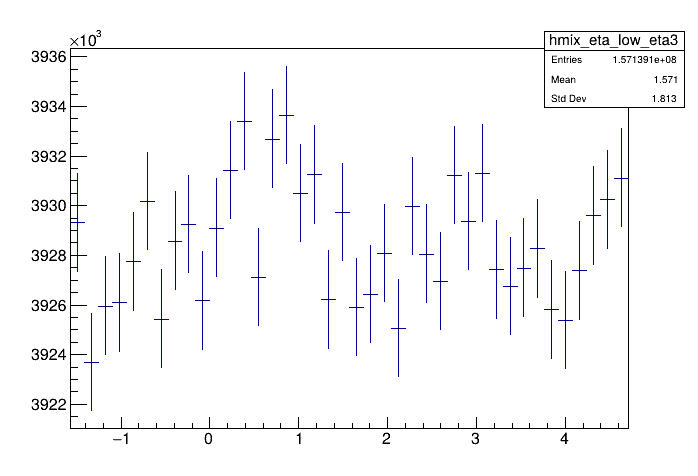 ×10³
hmix_eta_low_eta3
Entries 1.571391e+08
Mean 1.571
Std Dev 1.813
3936
3934
3932
3930
3928
3926
3924
3922
−1 0 1 2 3 4